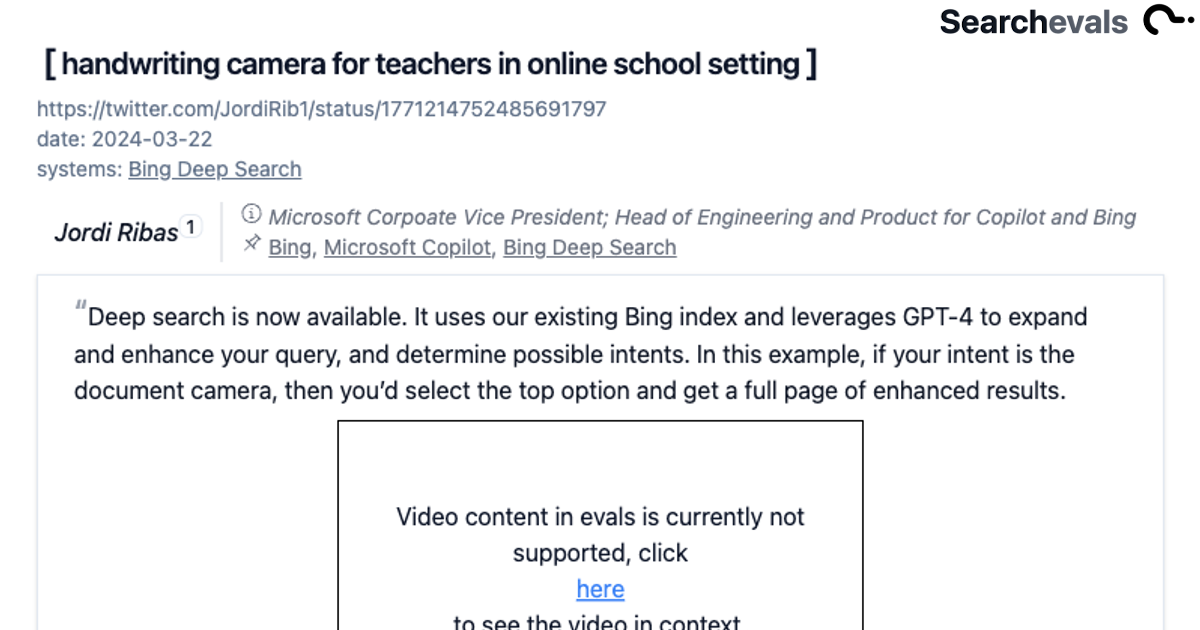 Searchevals
[ handwriting camera for teachers in online school setting ]
https://twitter.com/JordiRib1/status/1771214752485691797
date: 2024-03-22
systems: Bing Deep Search
Jordi Ribas 1
Microsoft Corpoate Vice President; Head of Engineering and Product for Copilot and Bing
Bing, Microsoft Copilot, Bing Deep Search
“Deep search is now available. It uses our existing Bing index and leverages GPT-4 to expand
and enhance your query, and determine possible intents. In this example, if your intent is the
document camera, then you’d select the top option and get a full page of enhanced results.
Video content in evals is currently not
supported, click
here
to see the video in context